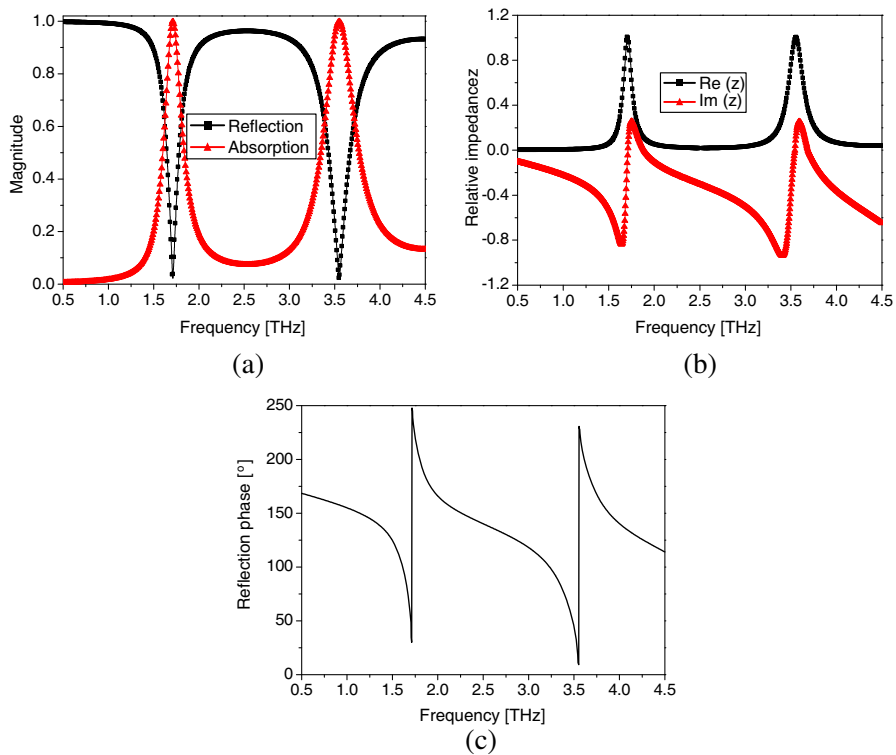 1.0
0.8
0.6
0.4
0.2
0.0
Magnitude
Reflection
Absorption
0.5 1.0 1.5 2.0 2.5 3.0 3.5 4.0 4.5
Frequency [THz]
(a)
1.2
0.8
0.4
0.0
-0.4
-0.8
-1.2
Relative impedancez
Re (z)
Im (z)
0.5 1.0 1.5 2.0 2.5 3.0 3.5 4.0 4.5
Frequency [THz]
(b)
250
200
150
100
50
0
Reflection phase [°]
0.5 1.0 1.5 2.0 2.5 3.0 3.5 4.0 4.5
Frequency [THz]
(c)